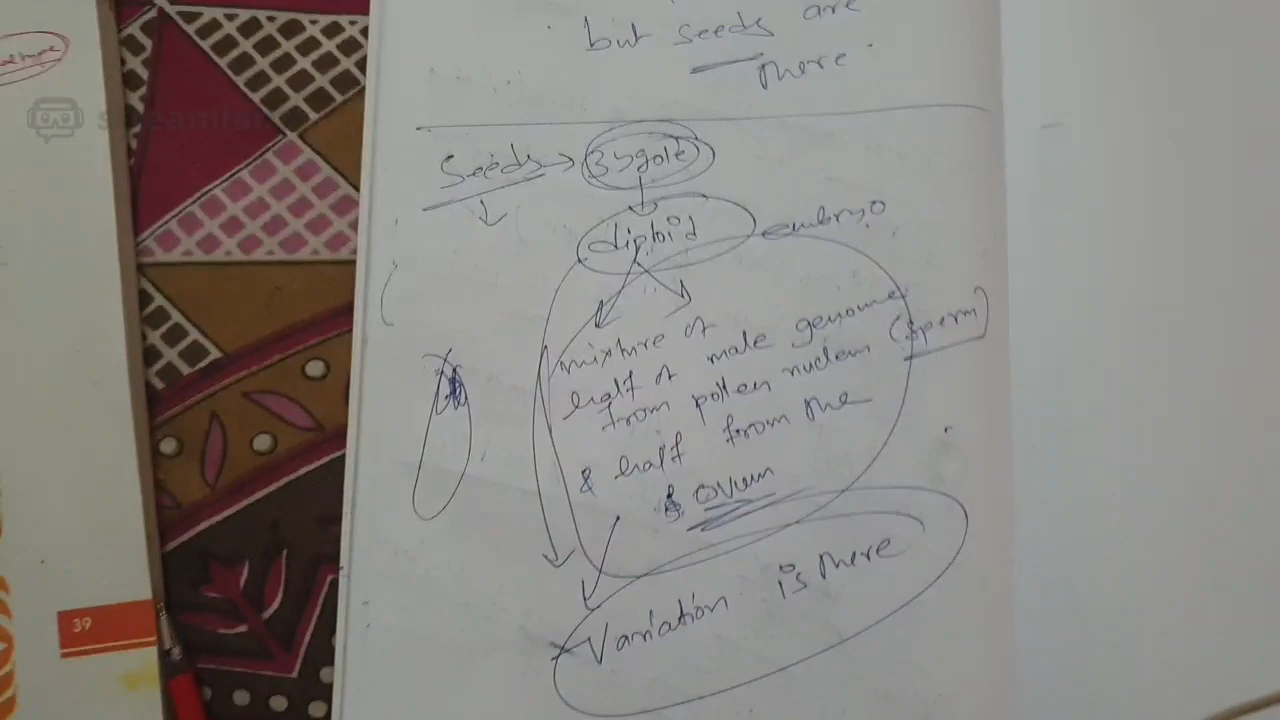 but seeds are
there
Seeds → zygote
diploid embryo
mixture of
half of male genome
from pollen nuclem (sperm)
& half from the
& ovum
Variation is there
39